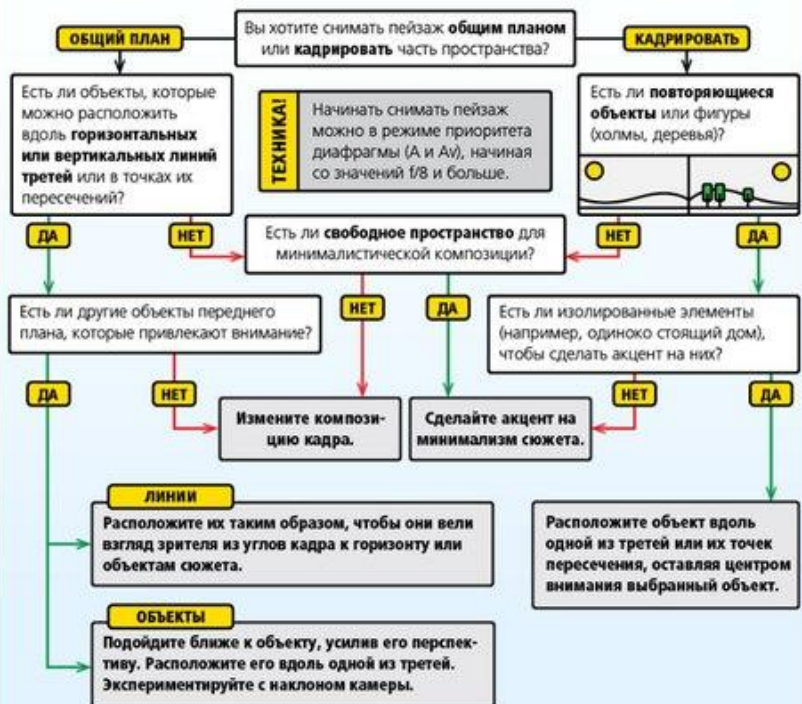 Вы хотите снимать пейзаж общим планом
или кадрировать часть пространства?
ОБЩИЙ ПЛАН
КАДРИРОВАТЬ
Есть ли объекты, которые
можно расположить
вдоль горизонтальных
или вертикальных линий
третей или в точках их
пересечений?
ТЕХНИКА!
Начинать снимать пейзаж
можно в режиме приоритета
диафрагмы (A и Av), начиная
со значений f/8 и больше.
Есть ли повторяющиеся
объекты или фигуры
(холмы, деревья)?
ДА
НЕТ
Есть ли свободное пространство для
минималистической композиции?
НЕТ
ДА
Есть ли другие объекты переднего
плана, которые привлекают внимание?
НЕТ
ДА
Есть ли изолированные элементы
(например, одиноко стоящий дом),
чтобы сделать акцент на них?
ДА
НЕТ
Измените компози-
цию кадра.
Сделайте акцент на
минимализм сюжета.
НЕТ
ДА
ЛИНИИ
Расположите их таким образом, чтобы они вели
взгляд зрителя из углов кадра к горизонту или
объектам сюжета.
Расположите объект вдоль
одной из третей или их точек
пересечения, оставляя центром
внимания выбранный объект.
ОБЪЕКТЫ
Подойдите ближе к объекту, усилив его перспек-
тиву. Расположите его вдоль одной из третей.
Экспериментируйте с наклоном камеры.